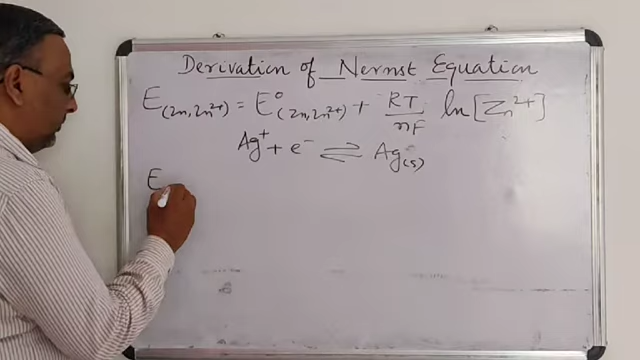 Derivation of Nernst Equation
E(Zn,Zn²⁺) = E°(Zn,Zn²⁺) + RT/nF ln[Zn²⁺]
Ag⁺ + e⁻ ⇌ Ag(s)
E